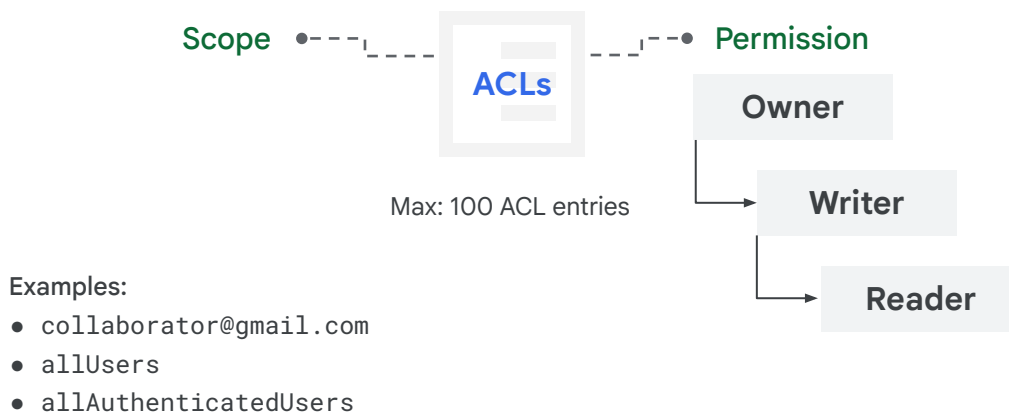 Scope
ACLs
Permission
Owner
Writer
Reader
Max: 100 ACL entries
Examples:
● collaborator@gmail.com
● allUsers
● allAuthenticatedUsers